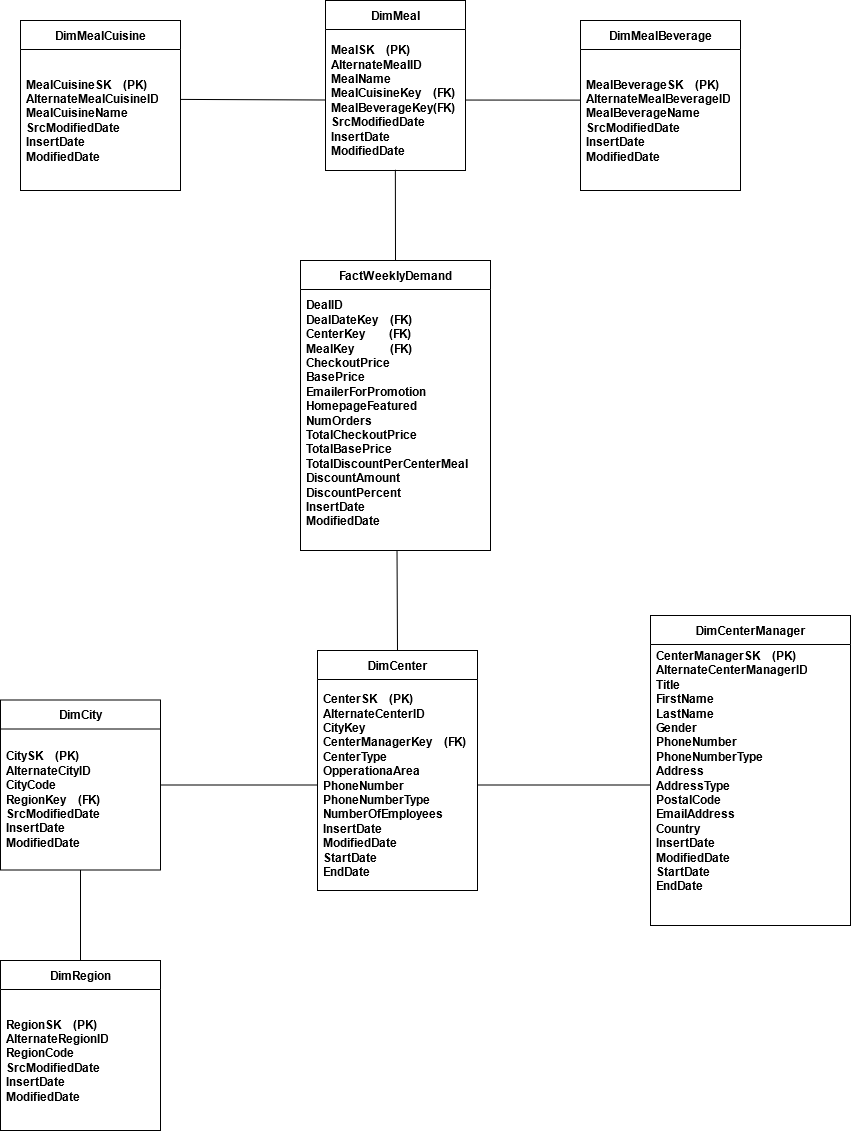 DimMeal
MealSK (PK)
AlternateMealID
MealName
MealCuisineKey (FK)
MealBeverageKey(FK)
SrcModifiedDate
InsertDate
ModifiedDate
DimMealCuisine
MealCuisineSK (PK)
AlternateMealCuisineID
MealCuisineName
SrcModifiedDate
InsertDate
ModifiedDate
DimMealBeverage
MealBeverageSK (PK)
AlternateMealBeverageID
MealBeverageName
SrcModifiedDate
InsertDate
ModifiedDate
FactWeeklyDemand
DealID
DealDateKey (FK)
CenterKey (FK)
MealKey (FK)
CheckoutPrice
BasePrice
EmailerForPromotion
HomepageFeatured
NumOrders
TotalCheckoutPrice
TotalBasePrice
TotalDiscountPerCenterMeal
DiscountAmount
DiscountPercent
InsertDate
ModifiedDate
DimCenter
CenterSK (PK)
AlternateCenterID
CityKey
CenterManagerKey (FK)
CenterType
OpperationaArea
PhoneNumber
PhoneNumberType
NumberOfEmployees
InsertDate
ModifiedDate
StartDate
EndDate
DimCenterManager
CenterManagerSK (PK)
AlternateCenterManagerID
Title
FirstName
LastName
Gender
PhoneNumber
PhoneNumberType
Address
AddressType
PostalCode
EmailAddress
Country
InsertDate
ModifiedDate
StartDate
EndDate
DimCity
CitySK (PK)
AlternateCityID
CityCode
RegionKey (FK)
SrcModifiedDate
InsertDate
ModifiedDate
DimRegion
RegionSK (PK)
AlternateRegionID
RegionCode
SrcModifiedDate
InsertDate
ModifiedDate